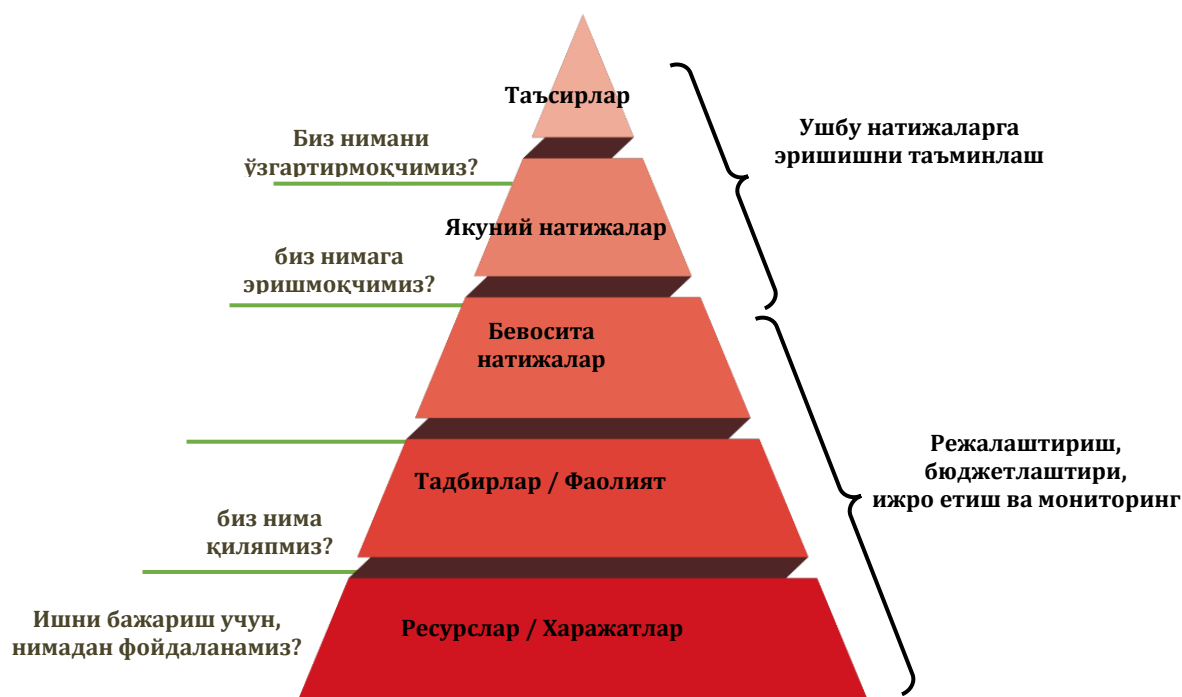 Таъсирлар
Биз нимани
ўзгартирмоқчимиз?
Ушбу натижаларга
эришишни таъминлаш
Якуний натижалар
биз нимага
эришмоқчимиз?
Бевосита
натижалар
Режалаштириш,
бюджетлаштири,
ижро етиш ва мониторинг
Тадбирлар / Фаолият
биз нима
қиляпмиз?
Ишни бажариш учун,
нимадан фойдаланамиз?
Ресурслар / Харажатлар